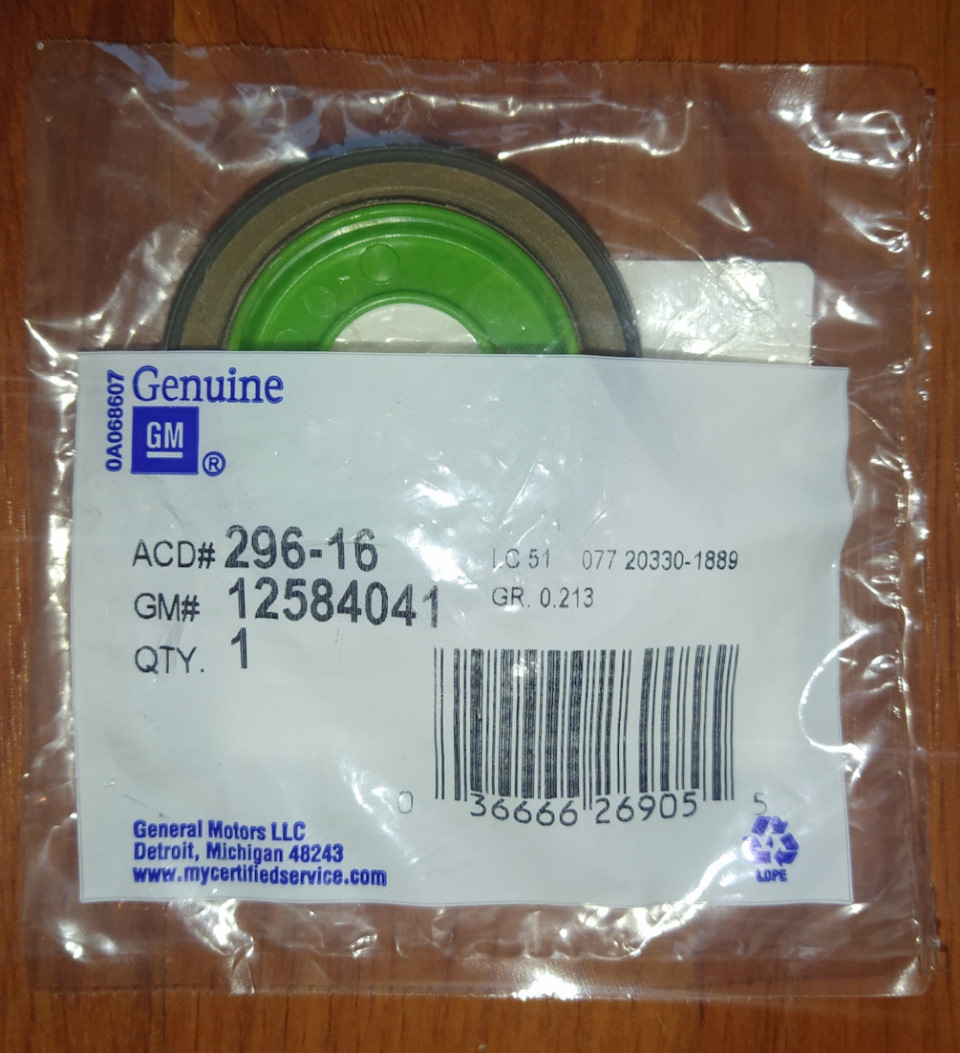 0A068607
Genuine
GM ®
ACD# 296-16
LC 51 077 20330-1889
GM# 12584041
GR. 0.213
QTY. 1
0 36666 26905 5
General Motors LLC
Detroit, Michigan 48243
www.mycertifiedservice.com
4
LDPE